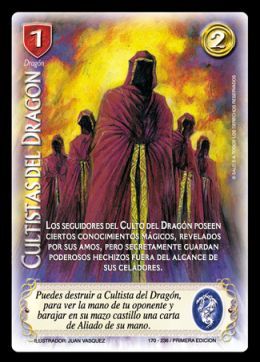 1
2
Dragón
CULTISTAS DEL DRAGÓN
LOS SEGUIDORES DEL CULTO DEL DRAGÓN POSEEN
CIERTOS CONOCIMIENTOS MÁGICOS, REVELADOS
POR SUS AMOS, PERO SECRETAMENTE GUARDAN
PODEROSOS HECHIZOS FUERA DEL ALCANCE DE
SUS CELADORES.
Puedes destruir a Cultista del Dragón,
para ver la mano de tu oponente y
barajar en su mazo castillo una carta
de Aliado de su mano.
ILUSTRADOR: JUAN VASQUEZ
170 - 236 / PRIMERA EDICION